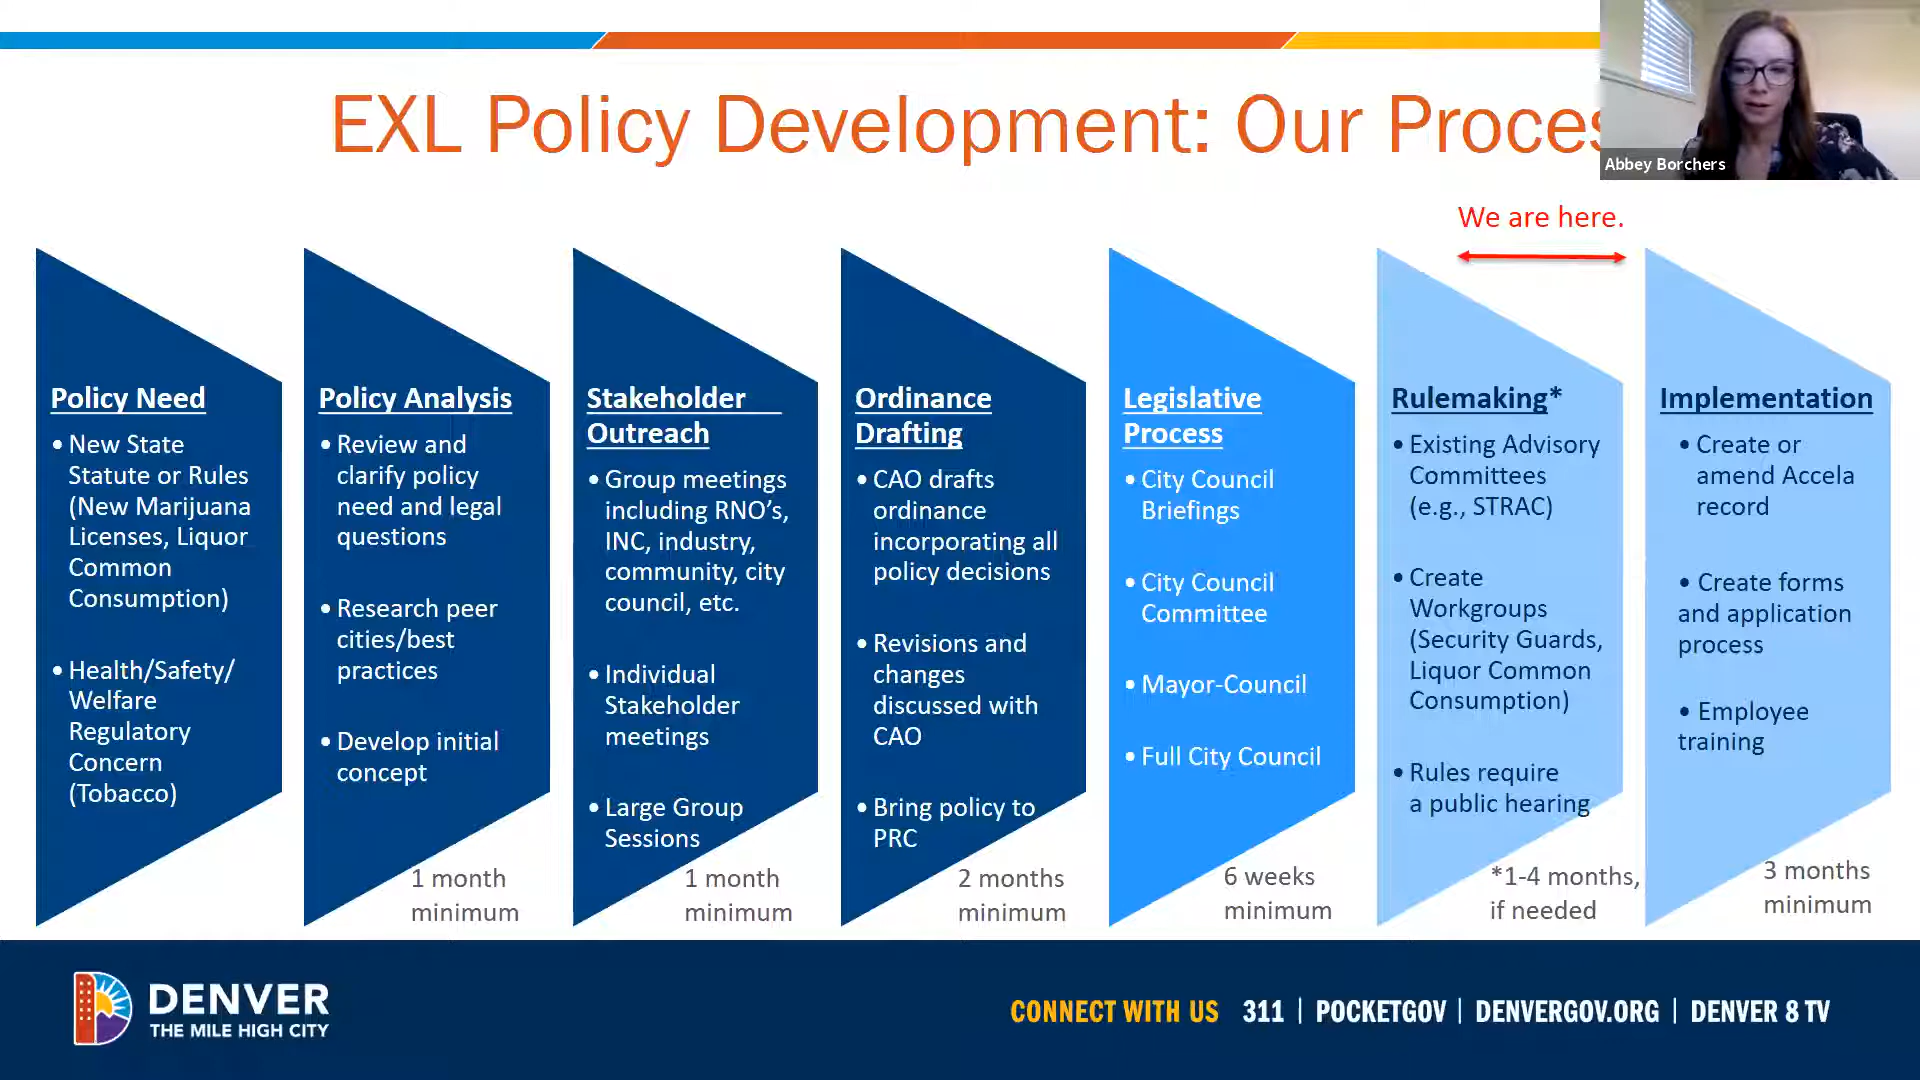 EXL Policy Development: Our Proces
Abbey Borchers
We are here.
Policy Need
• New State
Statute or Rules
(New Marijuana
Licenses, Liquor
Common
Consumption)
• Health/Safety/
Welfare
Regulatory
Concern
(Tobacco)
Policy Analysis
• Review and
clarify policy
need and legal
questions
• Research peer
cities/best
practices
• Develop initial
concept
1 month
minimum
Stakeholder
Outreach
• Group meetings
including RNO's,
INC, industry,
community, city
council, etc.
• Individual
Stakeholder
meetings
• Large Group
Sessions
1 month
minimum
Ordinance
Drafting
• CAO drafts
ordinance
incorporating all
policy decisions
• Revisions and
changes
discussed with
CAO
• Bring policy to
PRC
2 months
minimum
Legislative
Process
• City Council
Briefings
• City Council
Committee
• Mayor-Council
• Full City Council
6 weeks
minimum
Rulemaking*
• Existing Advisory
Committees
(e.g., STRAC)
• Create
Workgroups
(Security Guards,
Liquor Common
Consumption)
• Rules require
a public hearing
*1-4 months,
if needed
Implementation
• Create or
amend Accela
record
• Create forms
and application
process
• Employee
training
3 months
minimum
DENVER
THE MILE HIGH CITY
CONNECT WITH US 311 | POCKETGOV | DENVERGOV.ORG | DENVER 8 TV